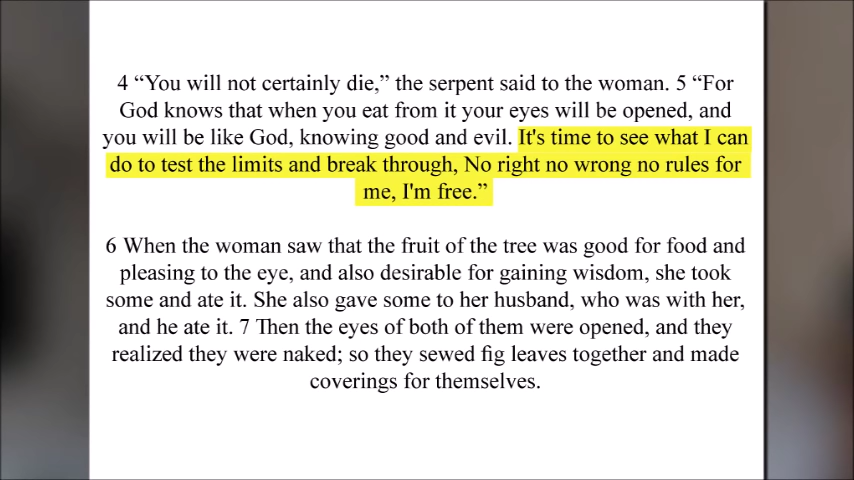 4 “You will not certainly die,” the serpent said to the woman. 5 “For
God knows that when you eat from it your eyes will be opened, and
you will be like God, knowing good and evil. It's time to see what I can
do to test the limits and break through, No right no wrong no rules for
me, I'm free.”
6 When the woman saw that the fruit of the tree was good for food and
pleasing to the eye, and also desirable for gaining wisdom, she took
some and ate it. She also gave some to her husband, who was with her,
and he ate it. 7 Then the eyes of both of them were opened, and they
realized they were naked; so they sewed fig leaves together and made
coverings for themselves.